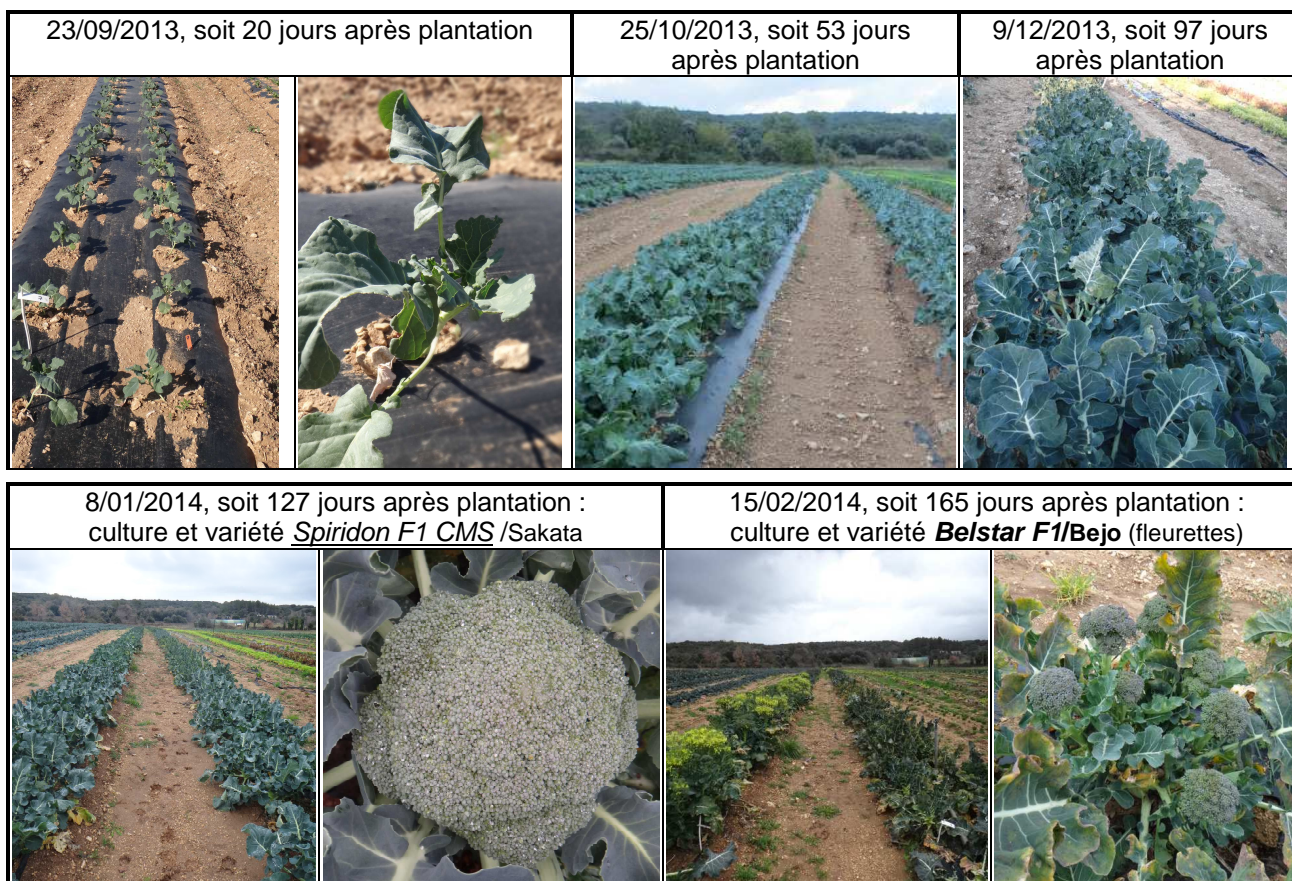 23/09/2013, soit 20 jours après plantation
25/10/2013, soit 53 jours
après plantation
9/12/2013, soit 97 jours
après plantation
8/01/2014, soit 127 jours après plantation :
culture et variété Spiridon F1 CMS /Sakata
15/02/2014, soit 165 jours après plantation :
culture et variété Belstar F1/Bejo (fleurettes)